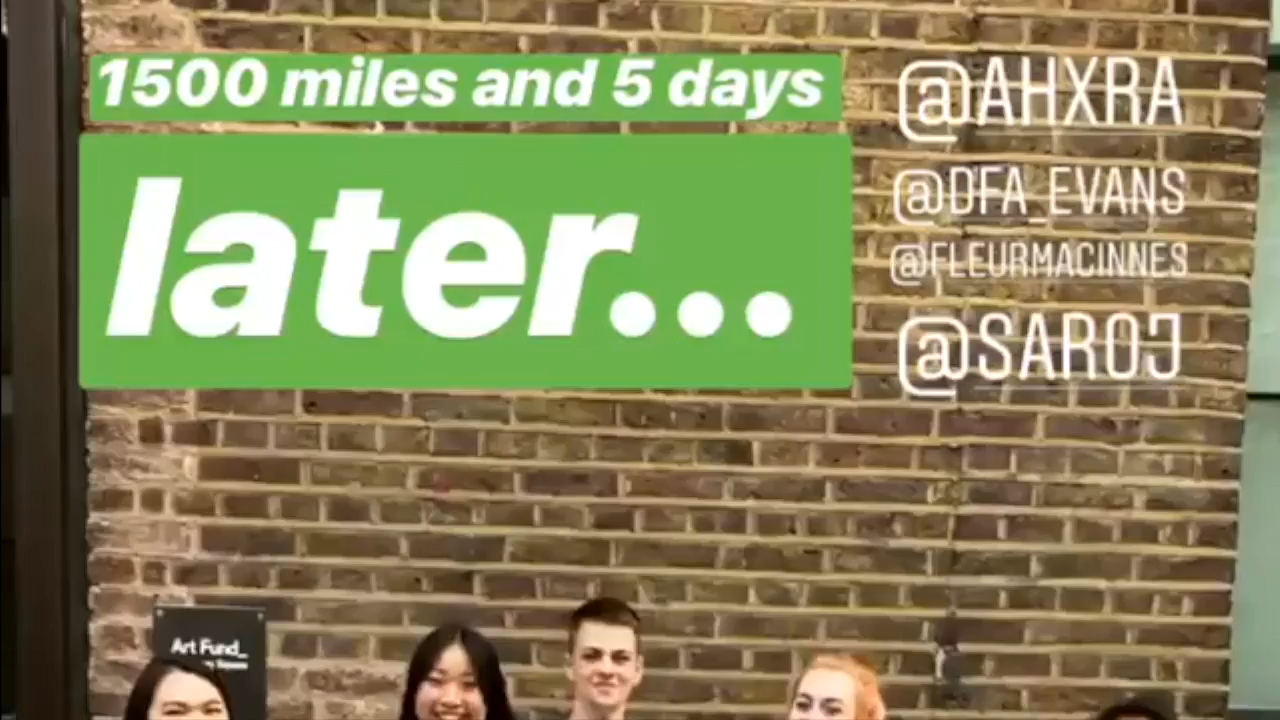 1500 miles and 5 days
later...
@AHXRA
@DFA_EVANS
@FLEURMACINNES
@SAROJ
Art Fund_